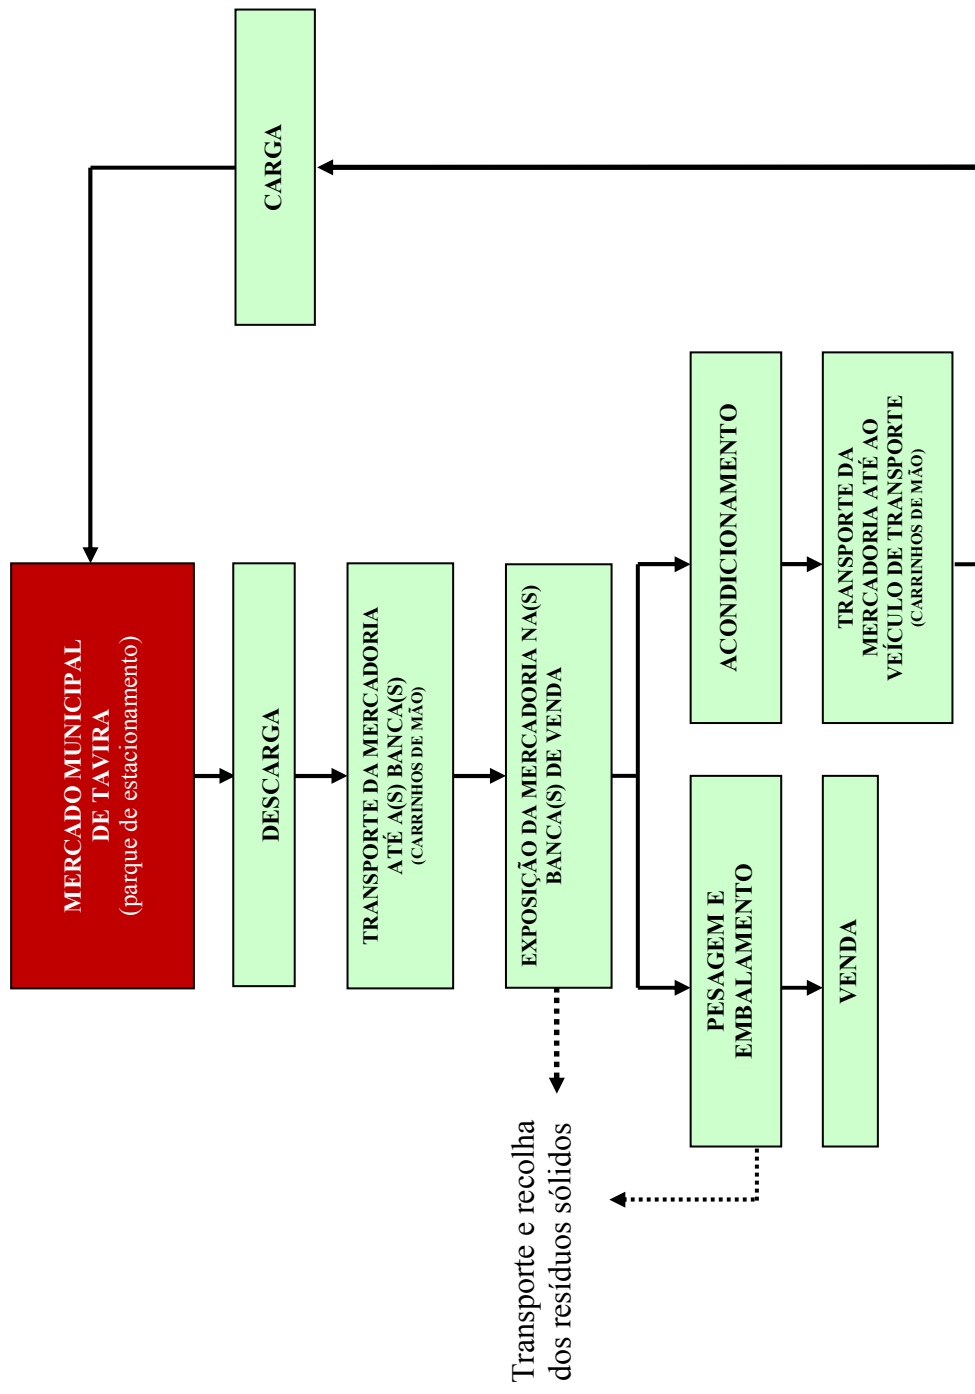 MERCADO MUNICIPAL
DE TAVIRA
(parque de estacionamento)
DESCARGA
TRANSPORTE DA MERCADORIA
ATÉ A(S) BANCA(S)
(CARRINHOS DE MÃO)
EXPOSIÇÃO DA MERCADORIA NA(S)
BANCA(S) DE VENDA
Transporte e recolha
dos resíduos sólidos
PESAGEM E
EMBALAMENTO
VENDA
ACONDICIONAMENTO
TRANSPORTE DA
MERCADORIA ATÉ AO
VEÍCULO DE TRANSPORTE
(CARRINHOS DE MÃO)
CARGA